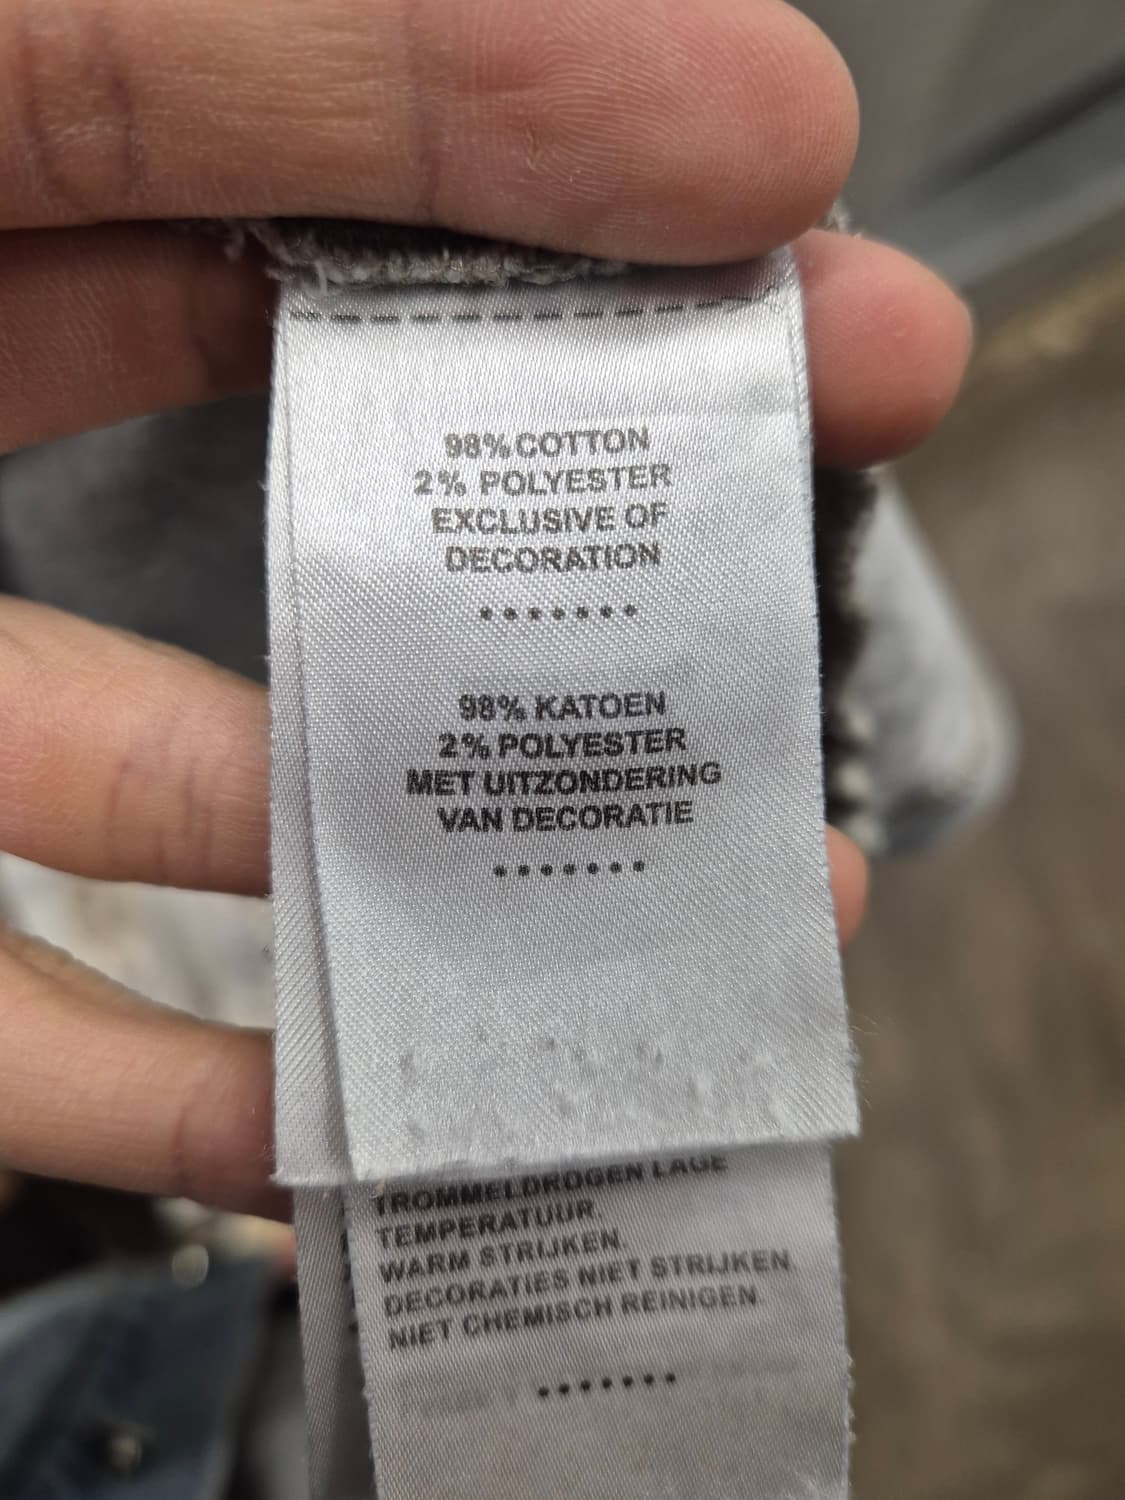 98% COTTON
2% POLYESTER
EXCLUSIVE OF
DECORATION
•••••••
98% KATOEN
2% POLYESTER
MET UITZONDERING
VAN DECORATIE
•••••••
TROMMELDROGEN LAGE
TEMPERATUUR.
WARM STRIJKEN.
DECORATIES NIET STRIJKEN.
NIET CHEMISCH REINIGEN.
•••••••